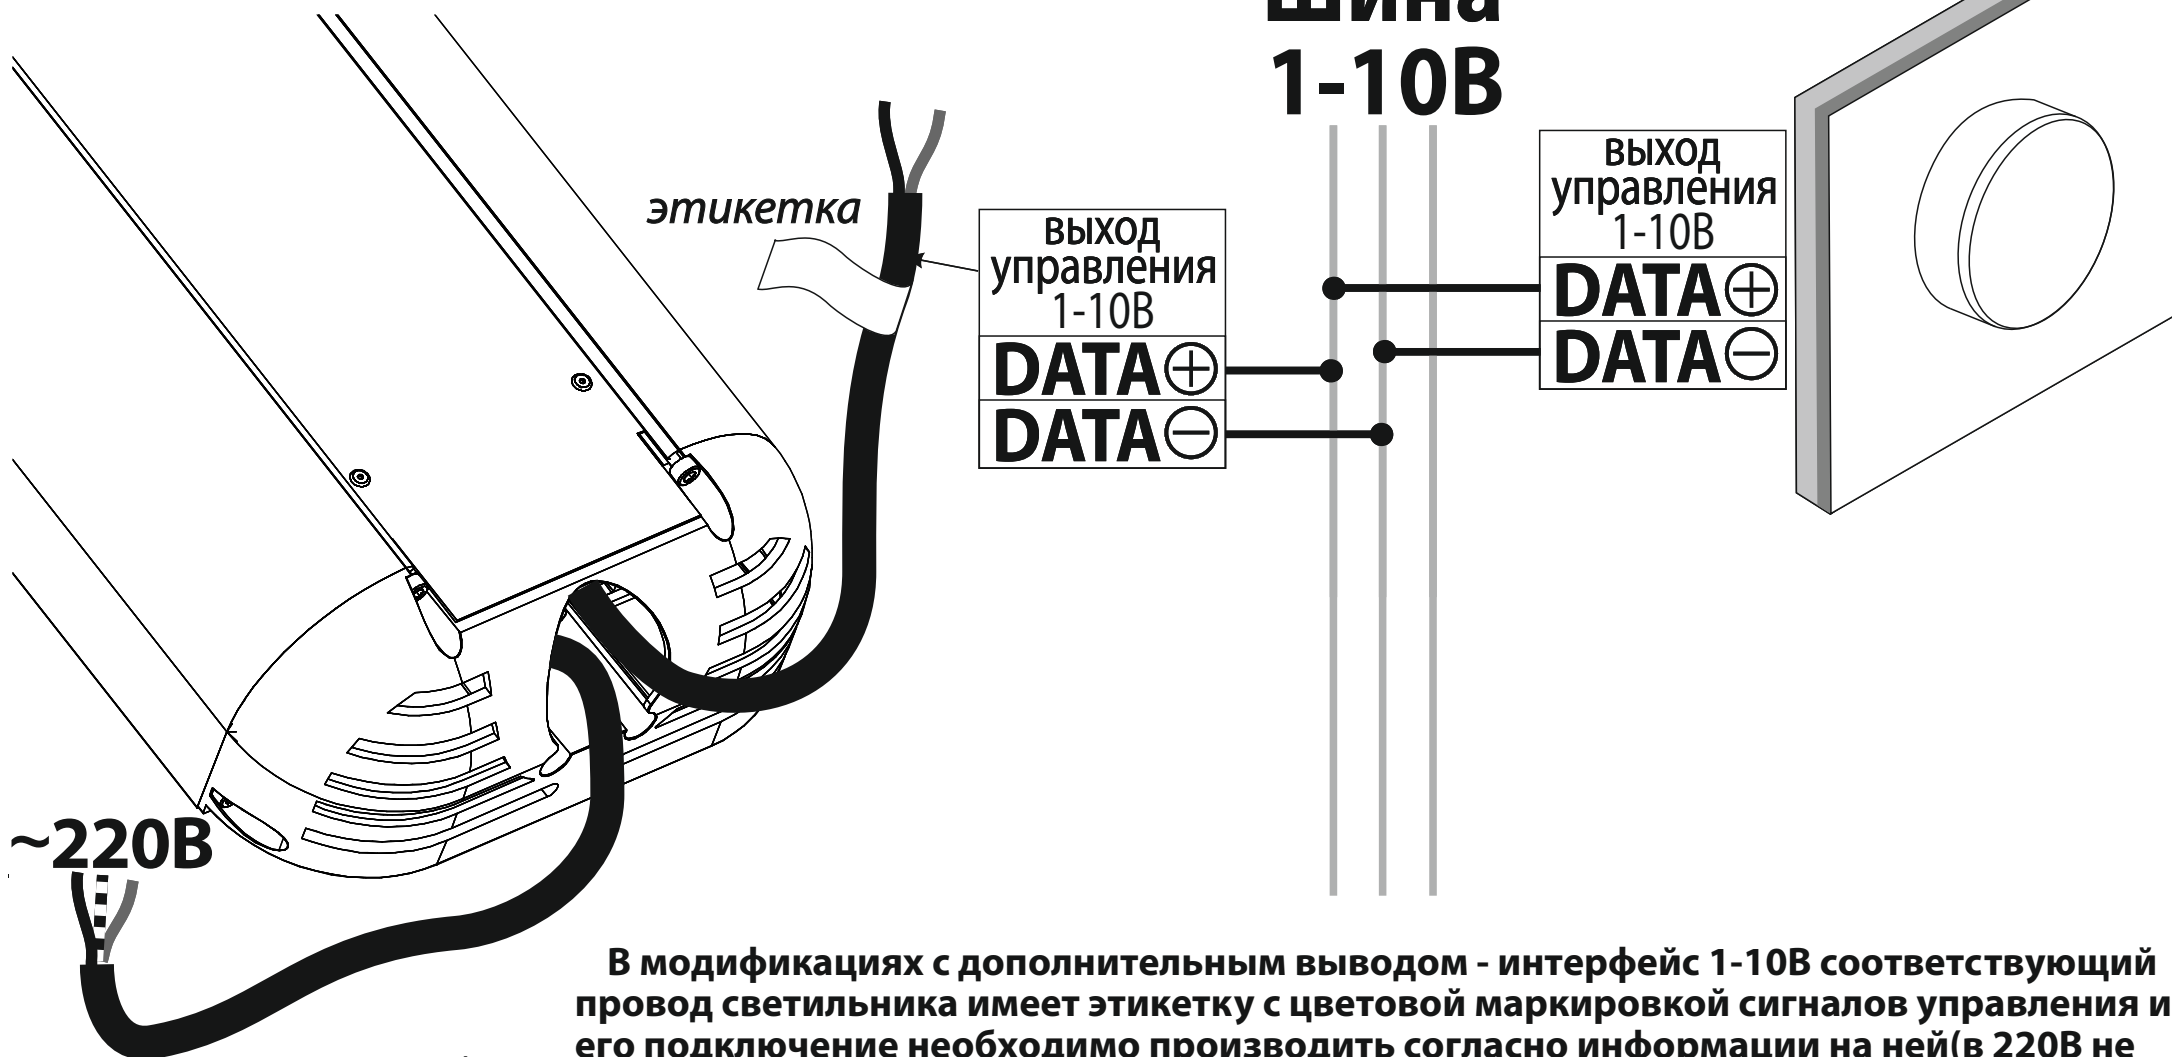 Шина
1-10В
этикетка
выход
управления
1-10В
DATA⊕
DATA⊖
выход
управления
1-10В
DATA⊕
DATA⊖
~220В
В модификациях с дополнительным выводом - интерфейс 1-10В соответствующий
провод светильника имеет этикетку с цветовой маркировкой сигналов управления и
его подключение необходимо производить согласно информации на ней(в 220В не